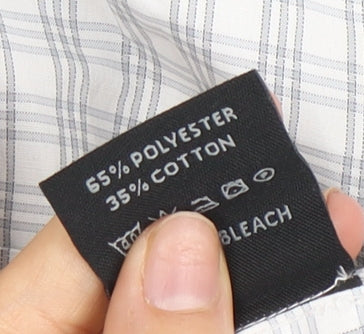 65% POLYESTER
35% COTTON
BLEACH